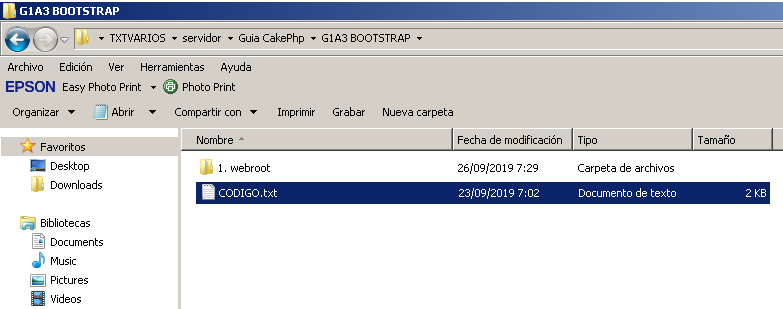 G1A3 BOOTSTRAP
TXTVARIOS servidor Guia CakePhp G1A3 BOOTSTRAP
Archivo Edición Ver Herramientas Ayuda
EPSON Easy Photo Print Photo Print
Organizar Abrir Compartir con Imprimir Grabar Nueva carpeta
Favoritos
Desktop
Downloads
Bibliotecas
Documents
Music
Pictures
Videos
Nombre Fecha de modificación Tipo Tamaño
1. webroot 26/09/2019 7:29 Carpeta de archivos
CODIGO.txt 23/09/2019 7:02 Documento de texto 2 KB